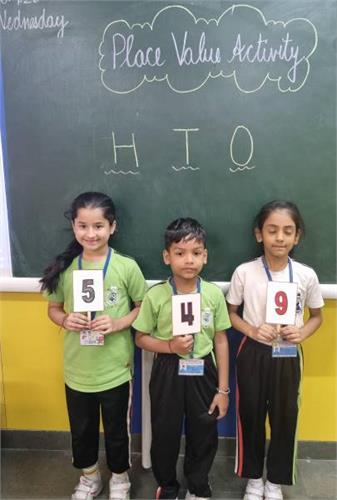 Wednesday
Place Value Activity
H T O
5 4 9